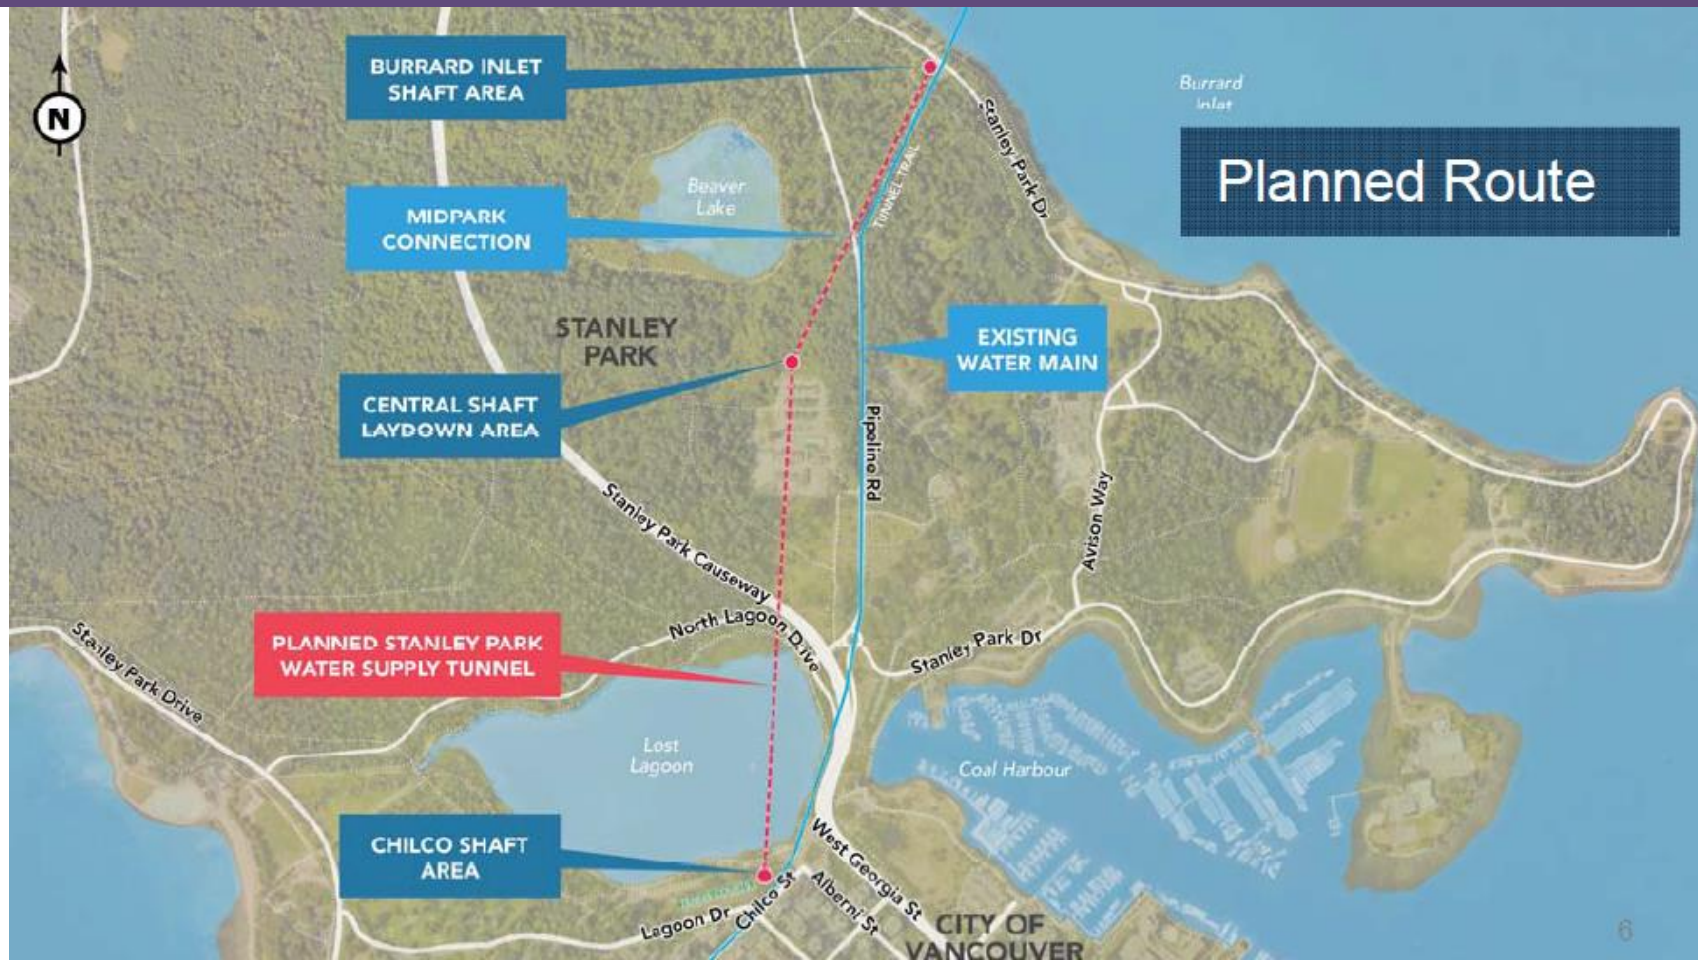 BURRARD INLET
SHAFT AREA
N
Burrard
Inlet
Stanley Park Dr
Planned Route
TUNNEL TRAIL
Beaver
Lake
MIDPARK
CONNECTION
STANLEY
PARK
EXISTING
WATER MAIN
CENTRAL SHAFT
LAYDOWN AREA
Pipeline Rd
Avison Way
Stanley Park Causeway
North Lagoon Drive
Stanley Park Dr
PLANNED STANLEY PARK
WATER SUPPLY TUNNEL
Stanley Park Drive
Lost
Lagoon
Coal Harbour
CHILCO SHAFT
AREA
West Georgia St
Alberni St
Chilco St
Lagoon Dr
CITY OF
VANCOUVER
6